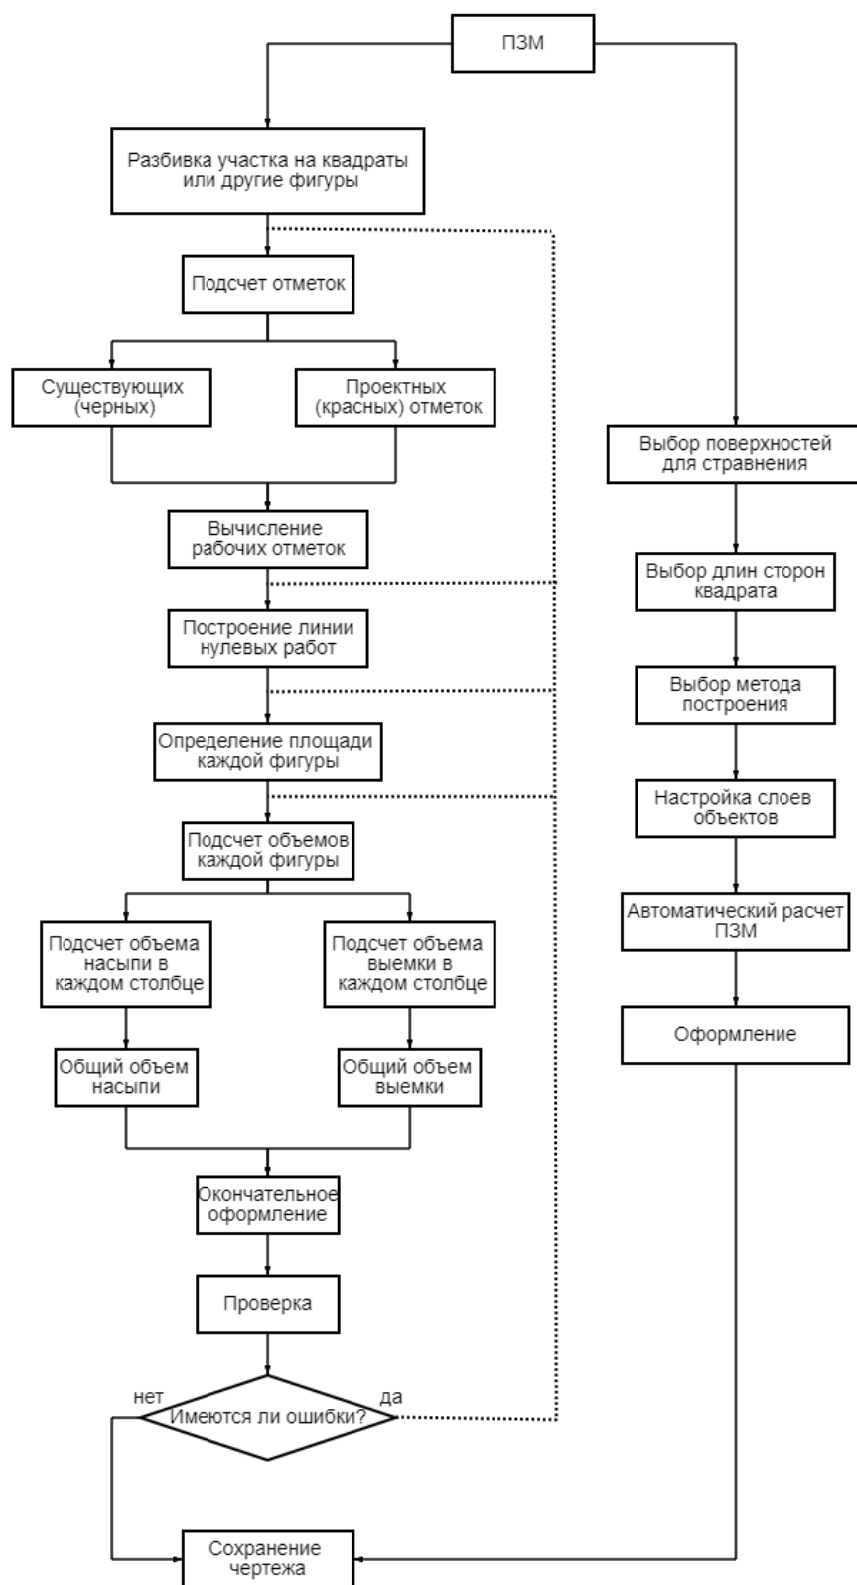 ПЗМ
Разбивка участка на квадраты
или другие фигуры
Подсчет отметок
Существующих
(черных)
Проектных
(красных) отметок
Вычисление
рабочих отметок
Построение линии
нулевых работ
Определение площади
каждой фигуры
Подсчет объемов
каждой фигуры
Подсчет объема
насыпи в
каждом столбце
Подсчет объема
выемки в
каждом столбце
Общий объем
насыпи
Общий объем
выемки
Окончательное
оформление
Проверка
нет
Имеются ли ошибки?
да
Выбор поверхностей
для стравнения
Выбор длин сторон
квадрата
Выбор метода
построения
Настройка слоев
объектов
Автоматический расчет
ПЗМ
Оформление
Сохранение
чертежа